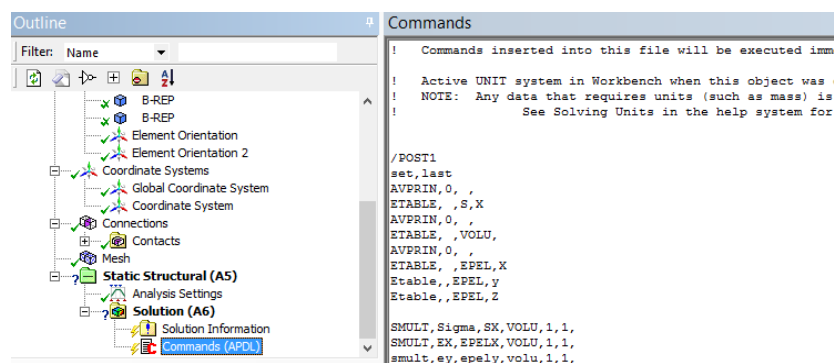 Outline
Filter: Name
B-REP
B-REP
Element Orientation
Element Orientation 2
Coordinate Systems
Global Coordinate System
Coordinate System
Connections
Contacts
Mesh
Static Structural (A5)
Analysis Settings
Solution (A6)
Solution Information
Commands (APDL)
Commands
! Commands inserted into this file will be executed imm
! Active UNIT system in Workbench when this object was
! NOTE: Any data that requires units (such as mass) is
! See Solving Units in the help system for
/POST1
set,last
AVPRIN,0, ,
ETABLE, ,S,X
AVPRIN,0, ,
ETABLE, ,VOLU,
AVPRIN,0, ,
ETABLE, ,EPEL,X
Etable,,EPEL,y
Etable,,EPEL,Z
SMULT,Sigma,SX,VOLU,1,1,
SMULT,EX,EPELX,VOLU,1,1,
smult,ey,epely,volu,1,1,